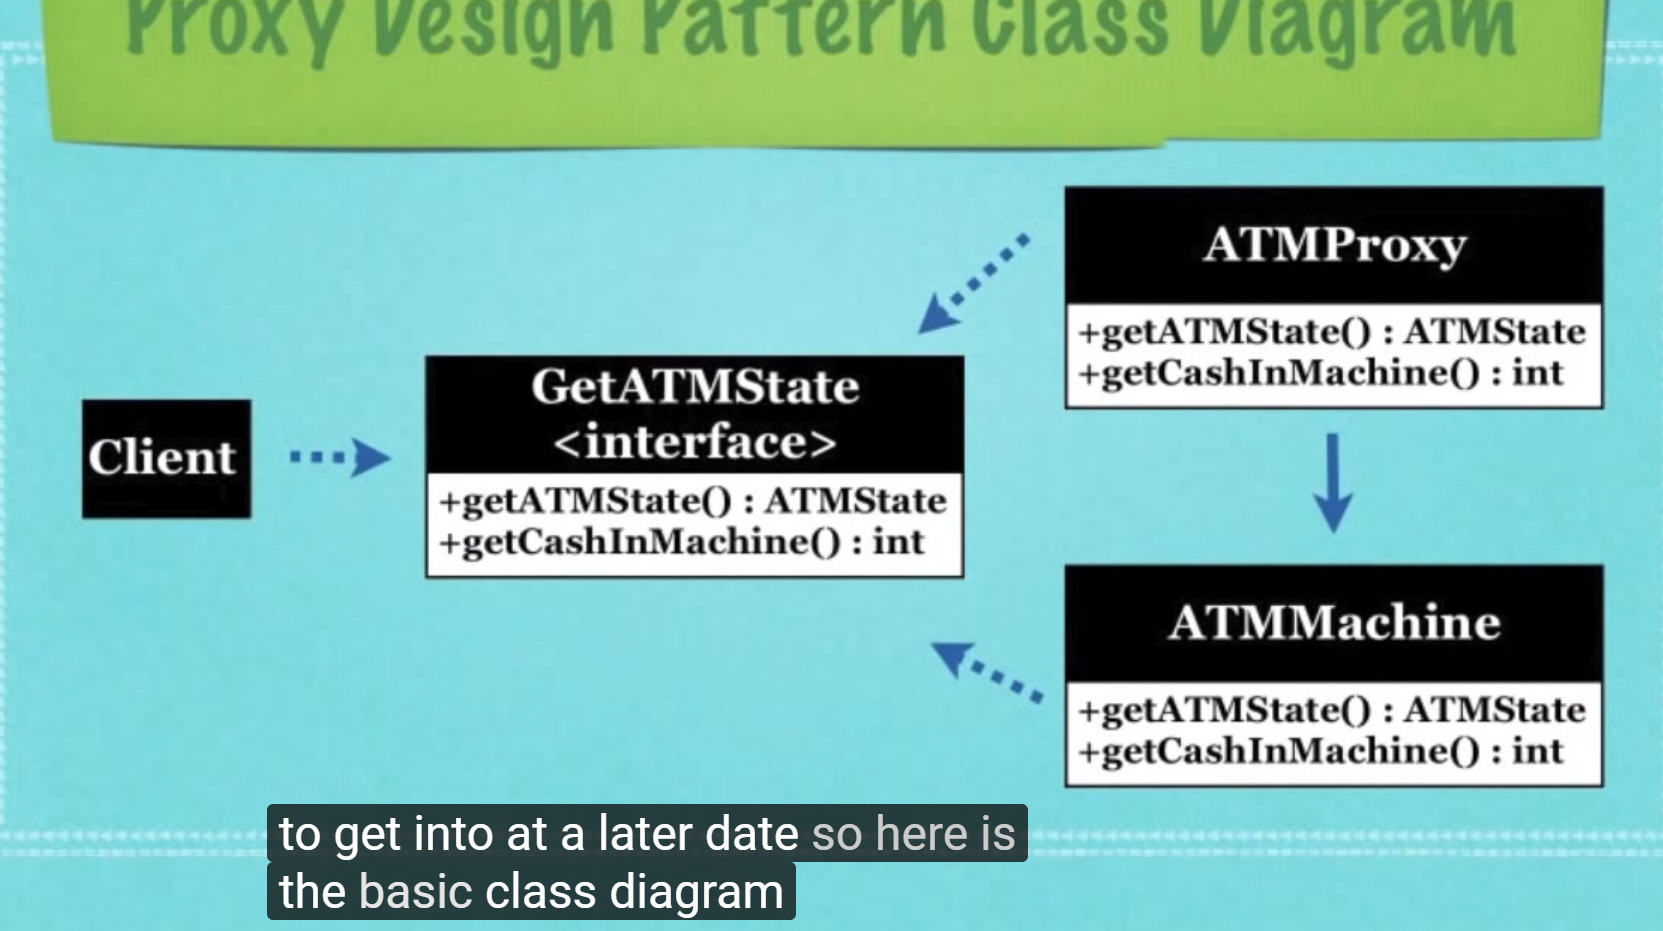 Proxy Design Pattern Class Diagram
ATMProxy
+getATMState() : ATMState
+getCashInMachine() : int
GetATMState
<interface>
+getATMState() : ATMState
+getCashInMachine() : int
Client
ATMMachine
+getATMState() : ATMState
+getCashInMachine() : int
to get into at a later date so here is
the basic class diagram